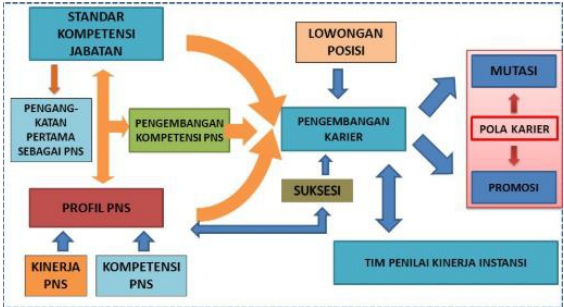 STANDAR
KOMPETENSI
JABATAN
LOWONGAN
POSISI
MUTASI
PENGANG-
KATAN
PERTAMA
SEBAGAI PNS
PENGEMBANGAN
KOMPETENSI PNS
PENGEMBANGAN
KARIER
POLA KARIER
SUKSESI
PROMOSI
PROFIL PNS
KINERJA
PNS
KOMPETENSI
PNS
TIM PENILAI KINERJA INSTANSI